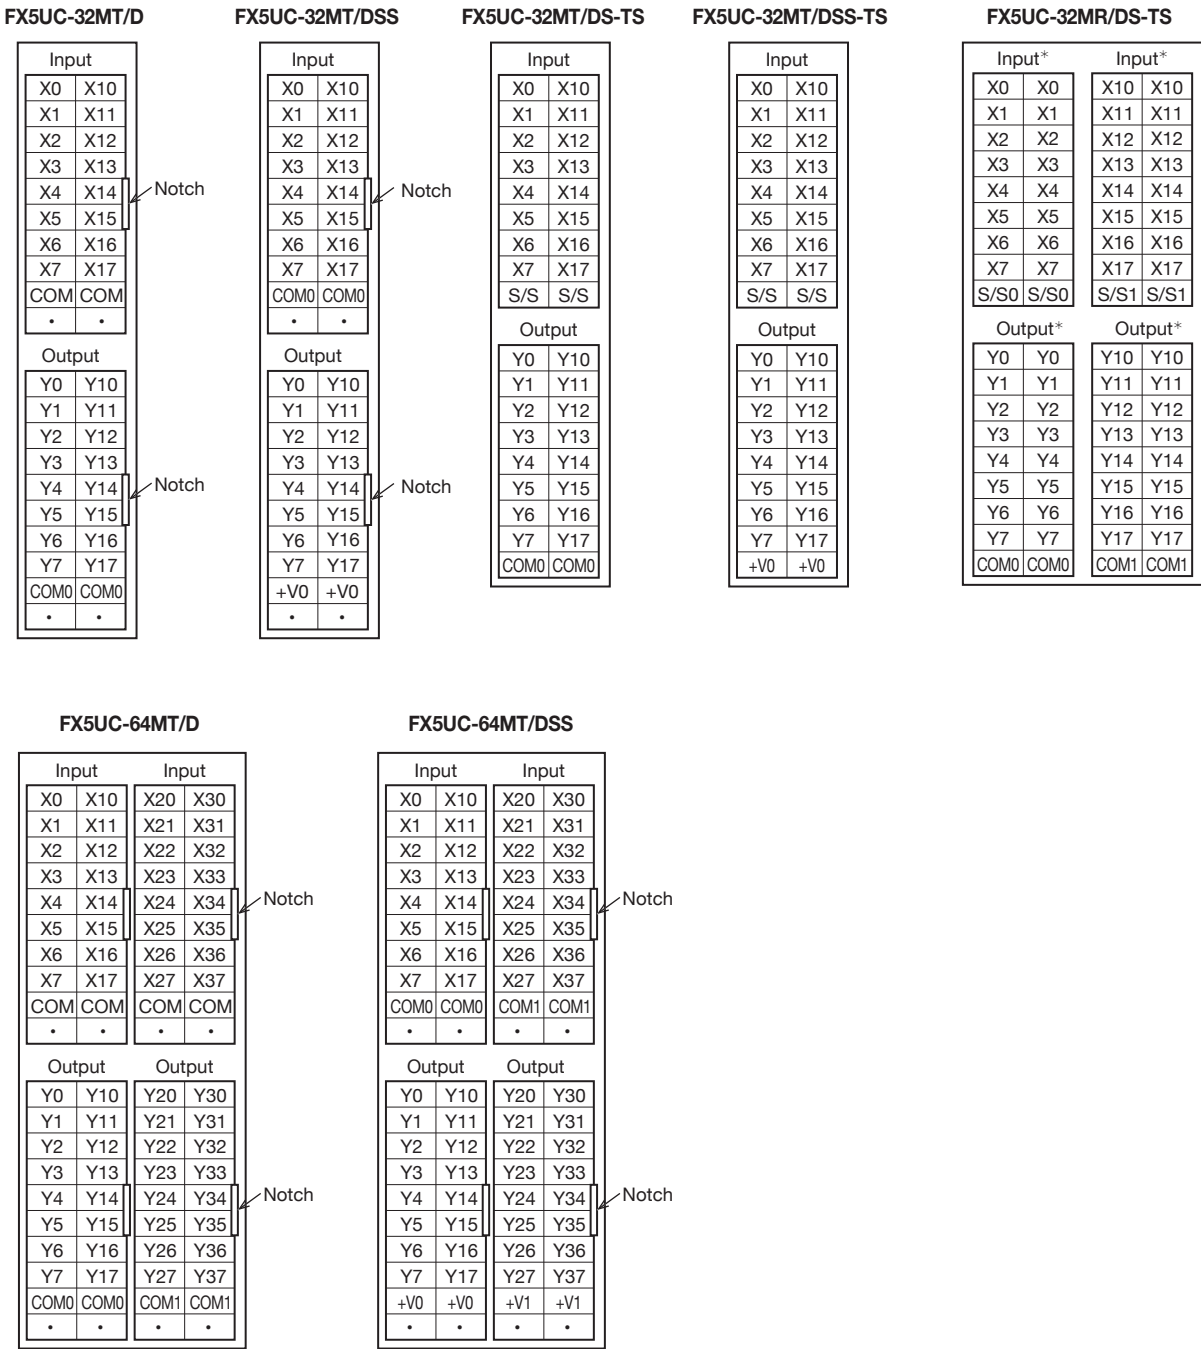 FX5UC-32MT/D FX5UC-32MT/DSS FX5UC-32MT/DS-TS FX5UC-32MT/DSS-TS FX5UC-32MR/DS-TS
Input Input Input Input Input* Input*
X0 X10 X0 X10 X0 X10 X0 X10 X0 X0 X10 X10
X1 X11 X1 X11 X1 X11 X1 X11 X1 X1 X11 X11
X2 X12 X2 X12 X2 X12 X2 X12 X2 X2 X12 X12
X3 X13 X3 X13 X3 X13 X3 X13 X3 X3 X13 X13
X4 X14 Notch X4 X14 Notch X4 X14 X4 X14 X4 X4 X14 X14
X5 X15 X5 X15 X5 X15 X5 X15 X5 X5 X15 X15
X6 X16 X6 X16 X6 X16 X6 X16 X6 X6 X16 X16
X7 X17 X7 X17 X7 X17 X7 X17 X7 X7 X17 X17
COM COM COM0 COM0 S/S S/S S/S S/S S/S0 S/S0 S/S1 S/S1
• • • •
Output Output Output Output Output* Output*
Y0 Y10 Y0 Y10 Y0 Y10 Y0 Y10 Y0 Y0 Y10 Y10
Y1 Y11 Y1 Y11 Y1 Y11 Y1 Y11 Y1 Y1 Y11 Y11
Y2 Y12 Y2 Y12 Y2 Y12 Y2 Y12 Y2 Y2 Y12 Y12
Y3 Y13 Y3 Y13 Y3 Y13 Y3 Y13 Y3 Y3 Y13 Y13
Y4 Y14 Notch Y4 Y14 Notch Y4 Y14 Y4 Y14 Y4 Y4 Y14 Y14
Y5 Y15 Y5 Y15 Y5 Y15 Y5 Y15 Y5 Y5 Y15 Y15
Y6 Y16 Y6 Y16 Y6 Y16 Y6 Y16 Y6 Y6 Y16 Y16
Y7 Y17 Y7 Y17 Y7 Y17 Y7 Y17 Y7 Y7 Y17 Y17
COM0 COM0 +V0 +V0 COM0 COM0 +V0 +V0 COM0 COM0 COM1 COM1
• • • •
FX5UC-64MT/D FX5UC-64MT/DSS
Input Input Input Input
X0 X10 X20 X30 X0 X10 X20 X30
X1 X11 X21 X31 X1 X11 X21 X31
X2 X12 X22 X32 X2 X12 X22 X32
X3 X13 X23 X33 X3 X13 X23 X33
X4 X14 X24 X34 Notch X4 X14 X24 X34 Notch
X5 X15 X25 X35 X5 X15 X25 X35
X6 X16 X26 X36 X6 X16 X26 X36
X7 X17 X27 X37 X7 X17 X27 X37
COM COM COM COM COM0 COM0 COM1 COM1
• • • • • • • •
Output Output Output Output
Y0 Y10 Y20 Y30 Y0 Y10 Y20 Y30
Y1 Y11 Y21 Y31 Y1 Y11 Y21 Y31
Y2 Y12 Y22 Y32 Y2 Y12 Y22 Y32
Y3 Y13 Y23 Y33 Y3 Y13 Y23 Y33
Y4 Y14 Y24 Y34 Notch Y4 Y14 Y24 Y34 Notch
Y5 Y15 Y25 Y35 Y5 Y15 Y25 Y35
Y6 Y16 Y26 Y36 Y6 Y16 Y26 Y36
Y7 Y17 Y27 Y37 Y7 Y17 Y27 Y37
COM0 COM0 COM1 COM1 +V0 +V0 +V1 +V1
• • • • • • • •